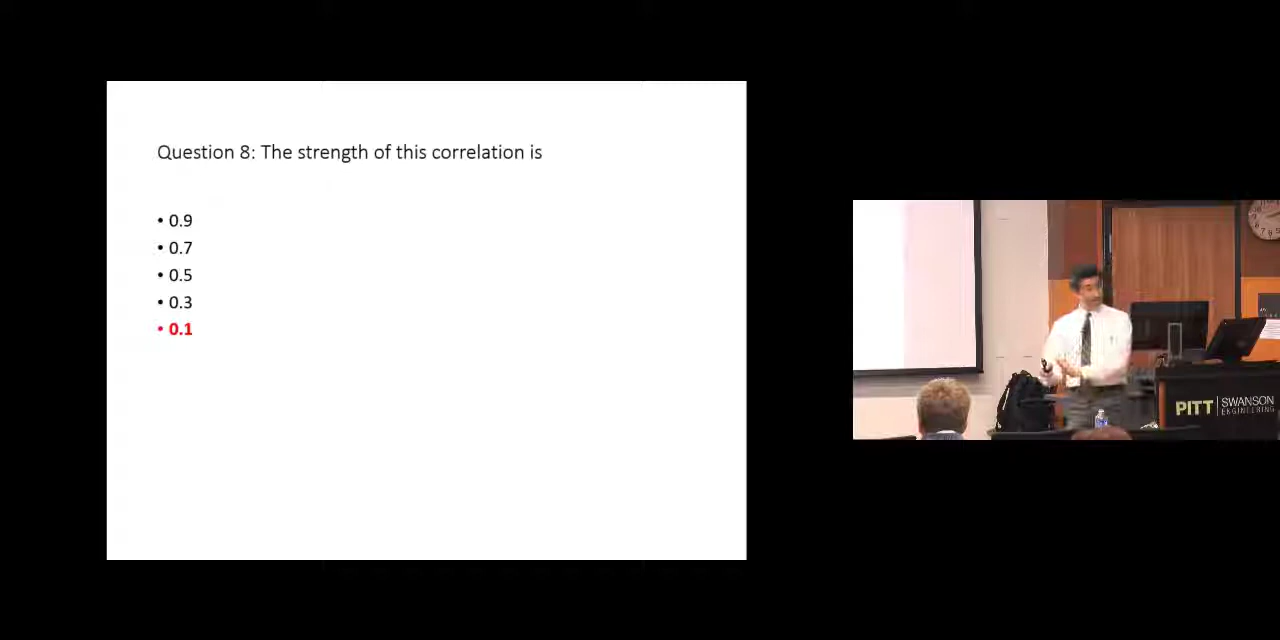 Question 8: The strength of this correlation is
• 0.9
• 0.7
• 0.5
• 0.3
• 0.1
PITT SWANSON
ENGINEERING